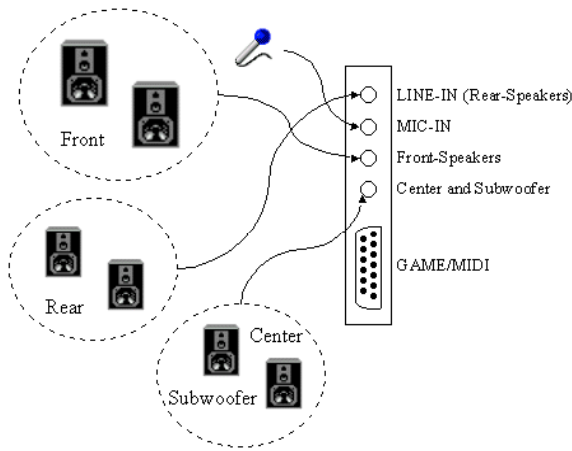 Front
LINE-IN (Rear-Speakers)
MIC-IN
Front-Speakers
Center and Subwoofer
GAME/MIDI
Rear
Center
Subwoofer